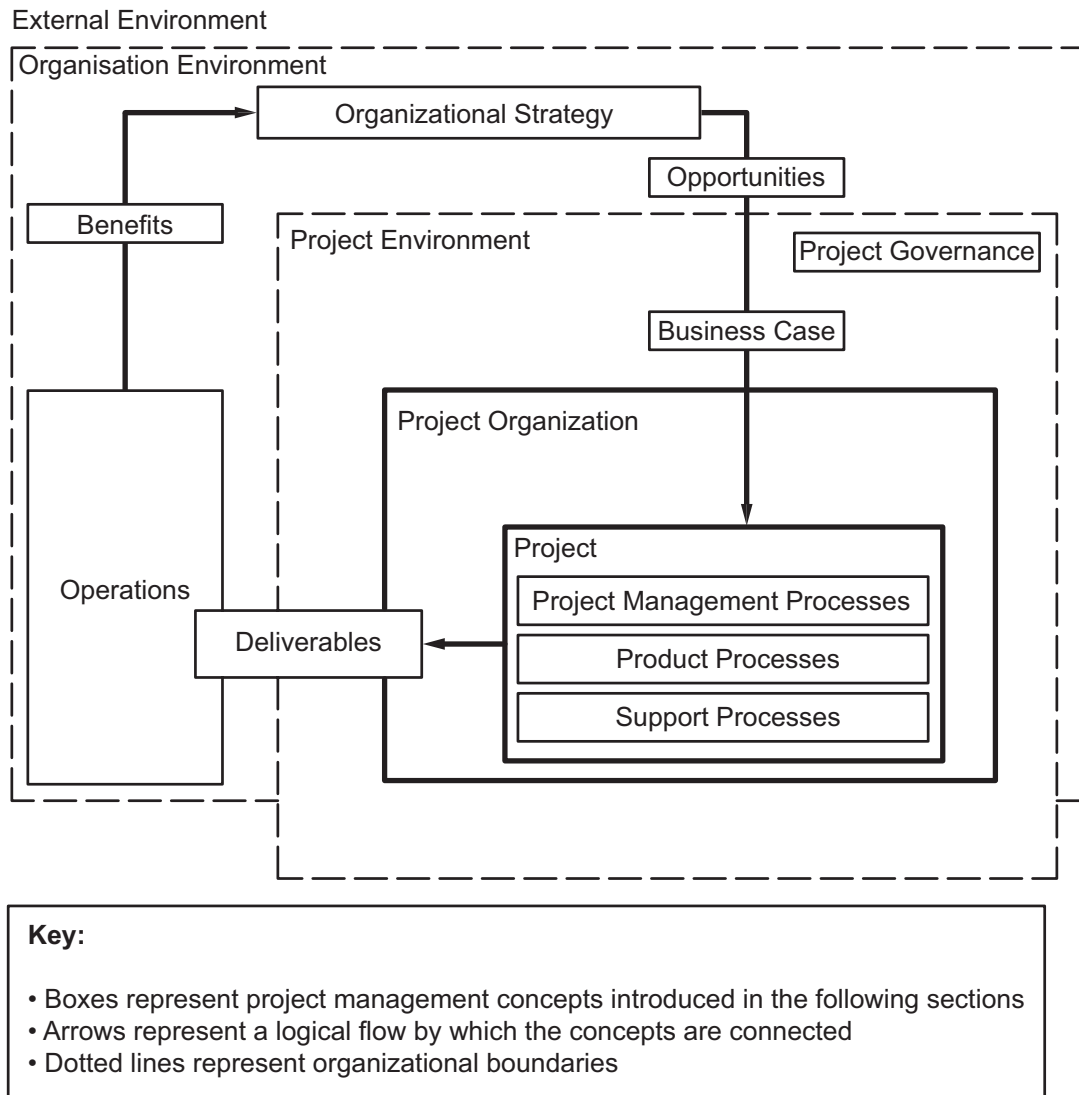 External Environment
Organisation Environment
Organizational Strategy
Opportunities
Benefits
Project Environment
Project Governance
Business Case
Project Organization
Project
Operations
Project Management Processes
Deliverables
Product Processes
Support Processes
Key:
• Boxes represent project management concepts introduced in the following sections
• Arrows represent a logical flow by which the concepts are connected
• Dotted lines represent organizational boundaries